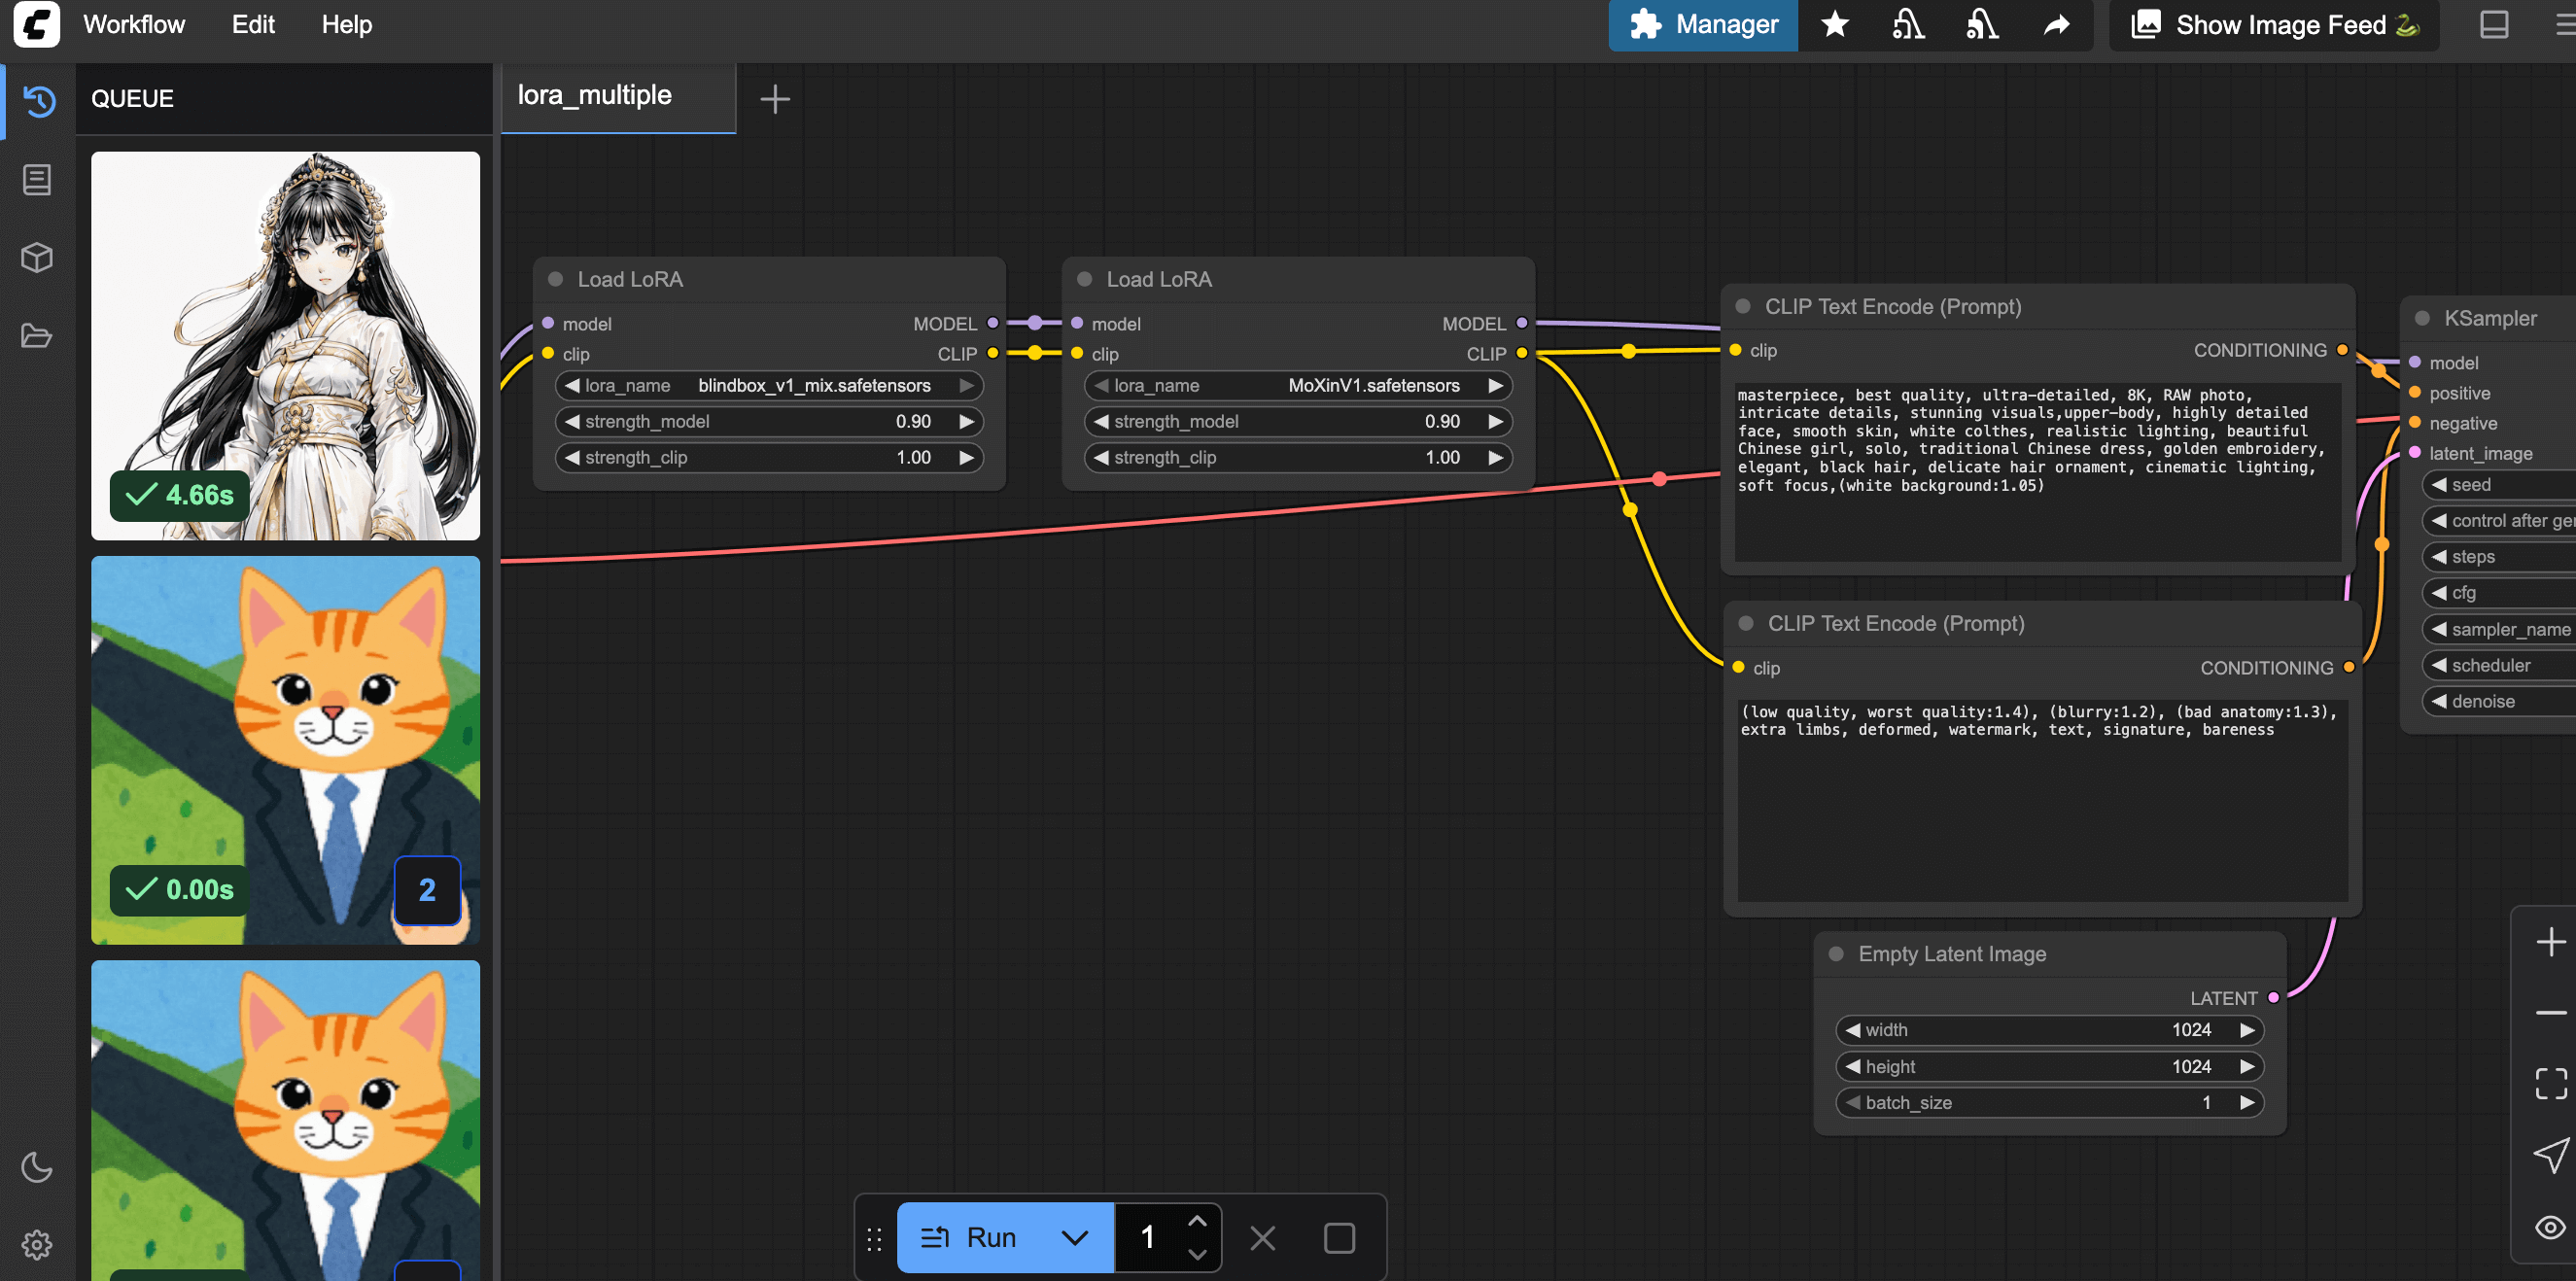 Workflow Edit Help
Manager
Show Image Feed 🐍
QUEUE
lora_multiple
4.66s
0.00s
2
Load LoRA
model MODEL
clip CLIP
lora_name blindbox_v1_mix.safetensors
strength_model 0.90
strength_clip 1.00
Load LoRA
model MODEL
clip CLIP
lora_name MoXinV1.safetensors
strength_model 0.90
strength_clip 1.00
CLIP Text Encode (Prompt)
clip CONDITIONING
masterpiece, best quality, ultra-detailed, 8K, RAW photo,
intricate details, stunning visuals,upper-body, highly detailed
face, smooth skin, white colthes, realistic lighting, beautiful
Chinese girl, solo, traditional Chinese dress, golden embroidery,
elegant, black hair, delicate hair ornament, cinematic lighting,
soft focus,(white background:1.05)
CLIP Text Encode (Prompt)
clip CONDITIONING
(low quality, worst quality:1.4), (blurry:1.2), (bad anatomy:1.3),
extra limbs, deformed, watermark, text, signature, bareness
Empty Latent Image
LATENT
width 1024
height 1024
batch_size 1
KSampler
model
positive
negative
latent_image
seed
control after ge
steps
cfg
sampler_name
scheduler
denoise
Run
1